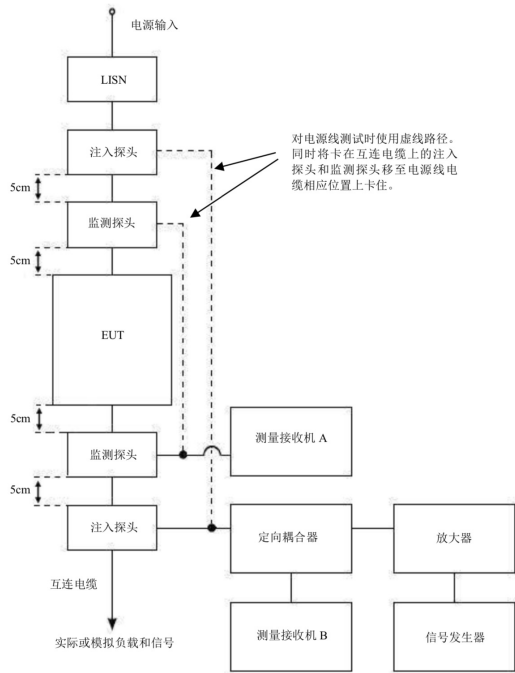 电源输入
LISN
注入探头
5cm
监测探头
5cm
对电源线测试时使用虚线路径。
同时将卡在互连电缆上的注入
探头和监测探头移至电源线电
缆相应位置上卡住。
EUT
5cm
监测探头
测量接收机 A
5cm
注入探头
定向耦合器
放大器
互连电缆
实际或模拟负载和信号
测量接收机 B
信号发生器